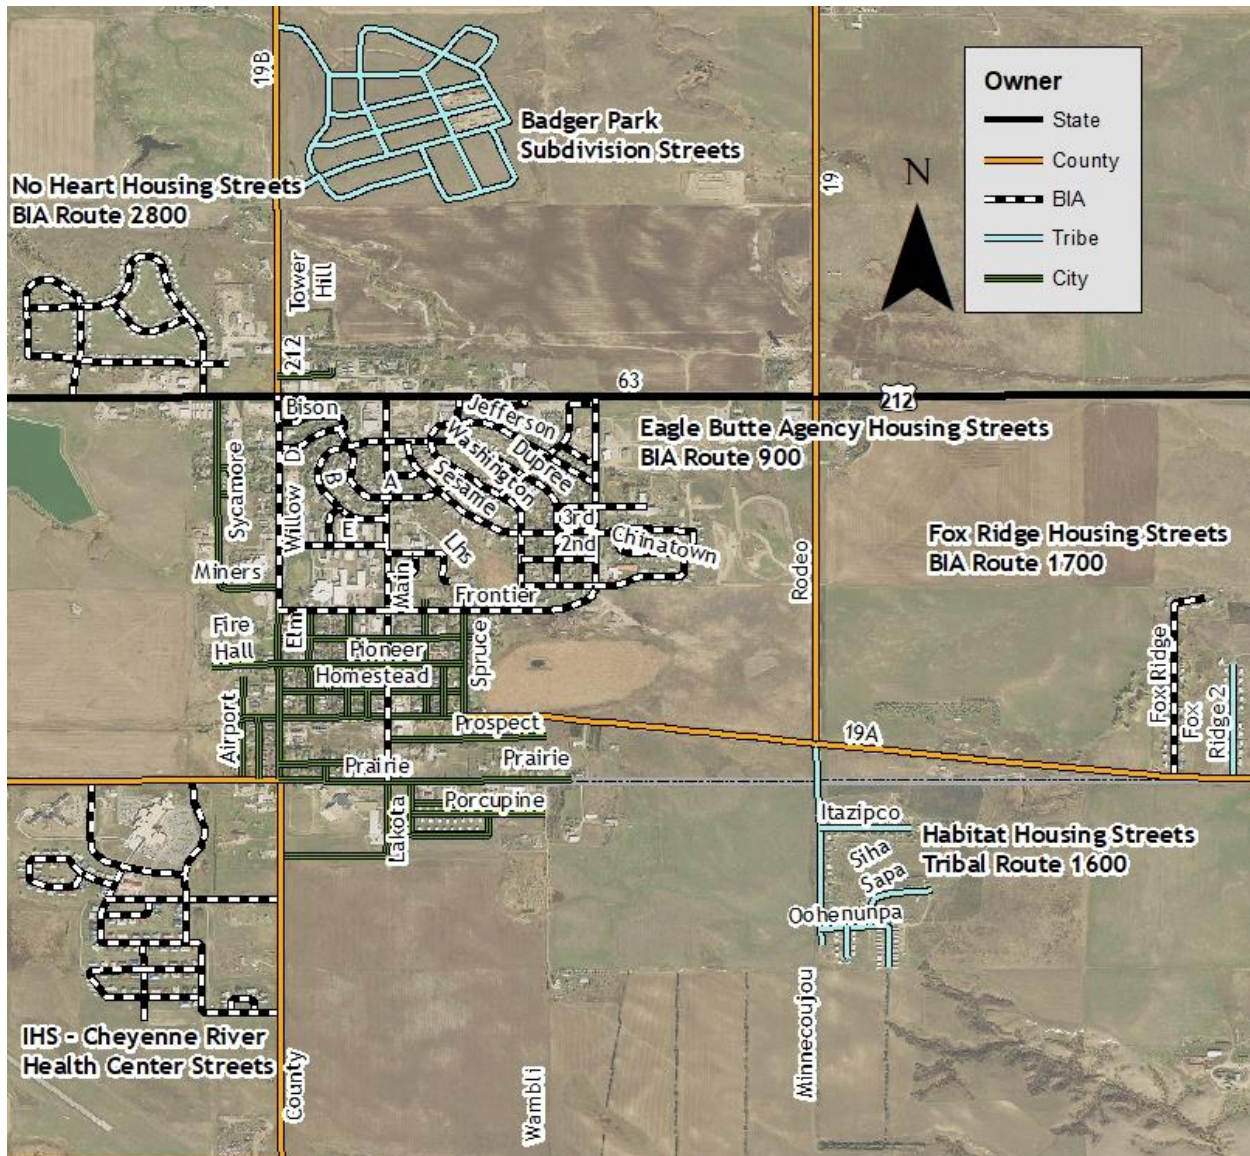 19B
Badger Park
Subdivision Streets
No Heart Housing Streets
BIA Route 2800
19
N
Owner
State
County
BIA
Tribe
City
Tower
Hill
212
63
212
Bison
Jefferson
Eagle Butte Agency Housing Streets
BIA Route 900
D
Washington
Dupree
Sycamore
B
A
Sesame
Willow
E
3rd
2nd
Chinatown
Lhs
Fox Ridge Housing Streets
BIA Route 1700
Miners
Main
Frontier
Rodeo
Fire
Hall
Elm
Pioneer
Spruce
Homestead
Fox Ridge
Fox
Ridge 2
Airport
Prospect
19A
Prairie
Prairie
Lakota
Porcupine
Itazipco
Habitat Housing Streets
Tribal Route 1600
Siha
Sapa
Oohenunpa
IHS - Cheyenne River
Health Center Streets
County
Wambli
Minnecoujou